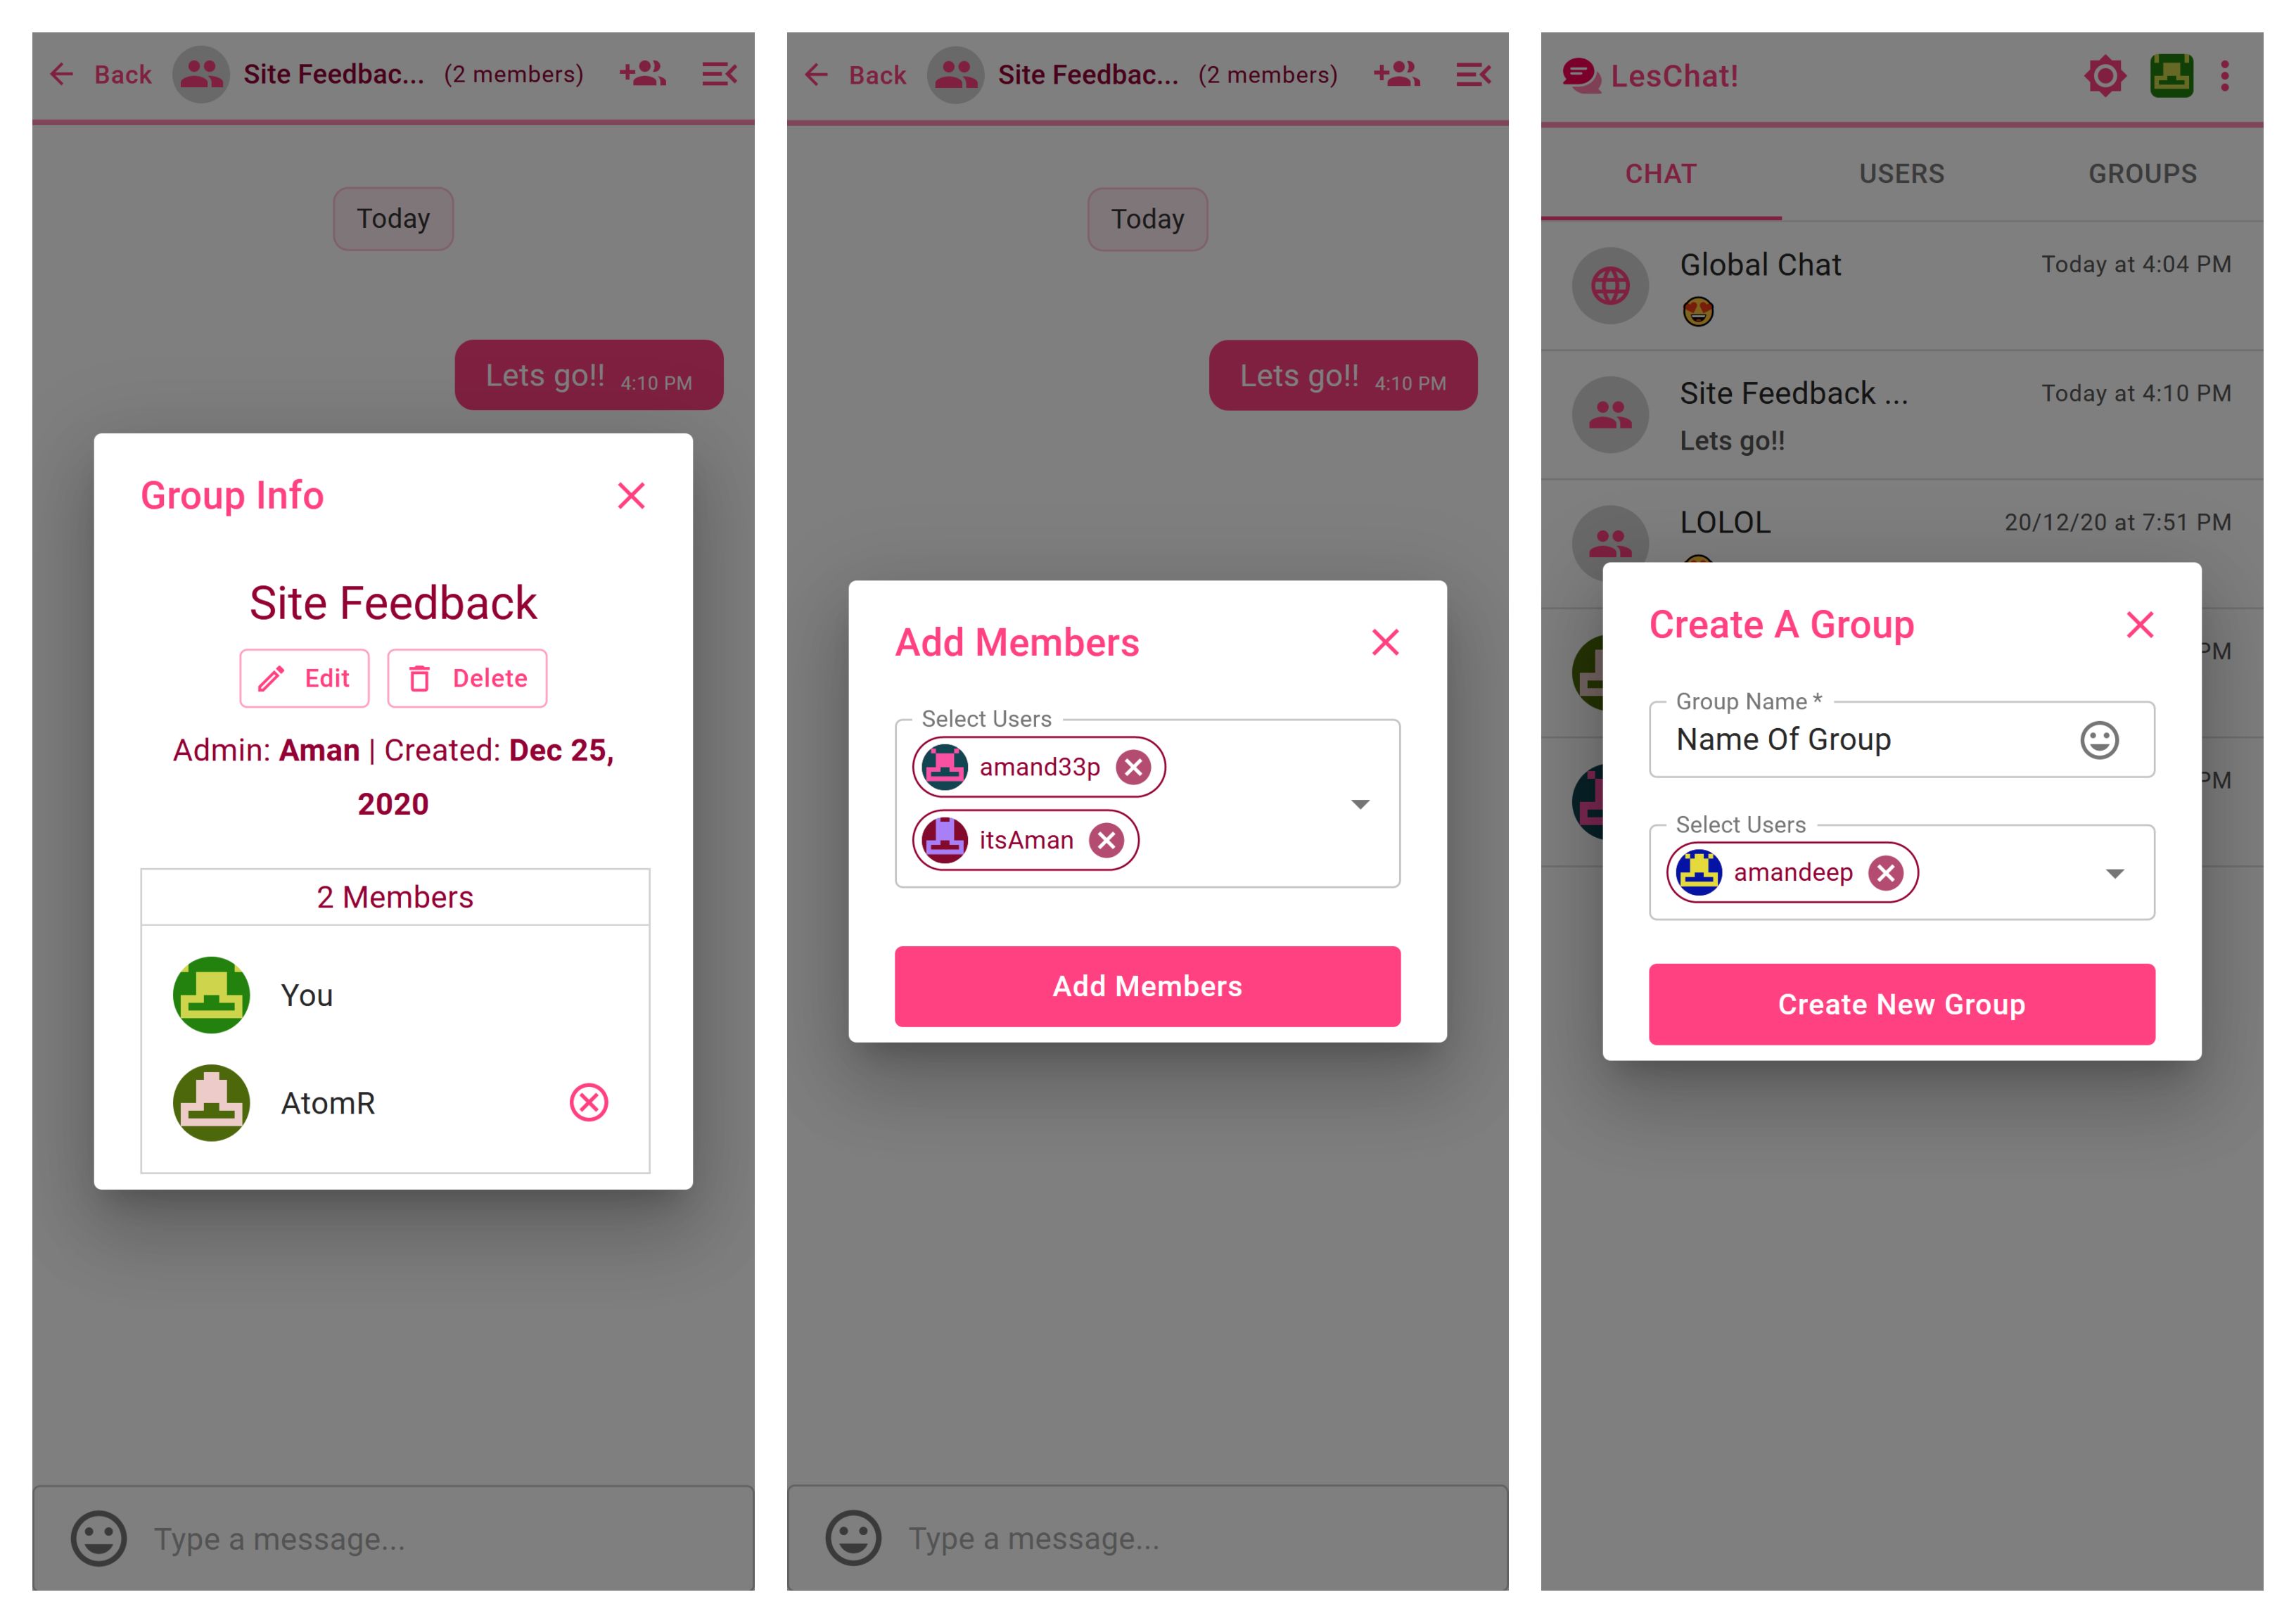 Back Site Feedbac... (2 members)
Today
Lets go!! 4:10 PM
Group Info
Site Feedback
Edit Delete
Admin: Aman | Created: Dec 25,
2020
2 Members
You
AtomR
Type a message...
Back Site Feedbac... (2 members)
Today
Lets go!! 4:10 PM
Add Members
Select Users
amand33p
itsAman
Add Members
Type a message...
LesChat!
CHAT USERS GROUPS
Global Chat Today at 4:04 PM
Site Feedback ... Today at 4:10 PM
Lets go!!
LOLOL 20/12/20 at 7:51 PM
Create A Group
PM
Group Name *
Name Of Group
PM
Select Users
amandeep
Create New Group